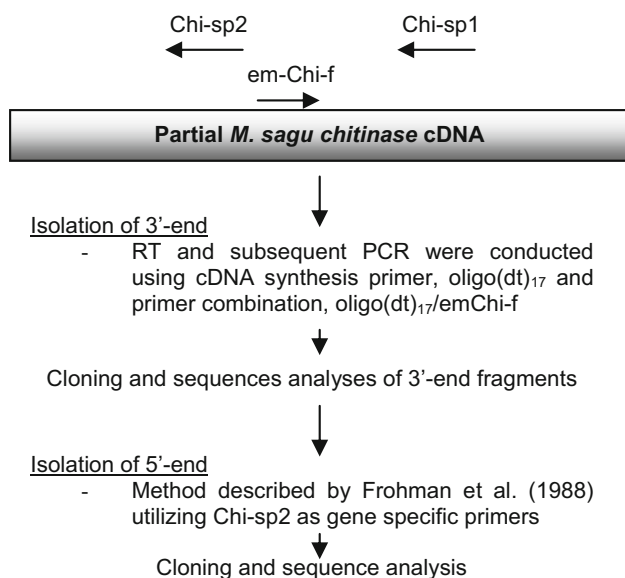 Chi-sp2 Chi-sp1
em-Chi-f
Partial M. sagu chitinase cDNA
Isolation of 3'-end
- RT and subsequent PCR were conducted
using cDNA synthesis primer, oligo(dt)17 and
primer combination, oligo(dt)17/emChi-f
Cloning and sequences analyses of 3'-end fragments
Isolation of 5'-end
- Method described by Frohman et al. (1988)
utilizing Chi-sp2 as gene specific primers
Cloning and sequence analysis